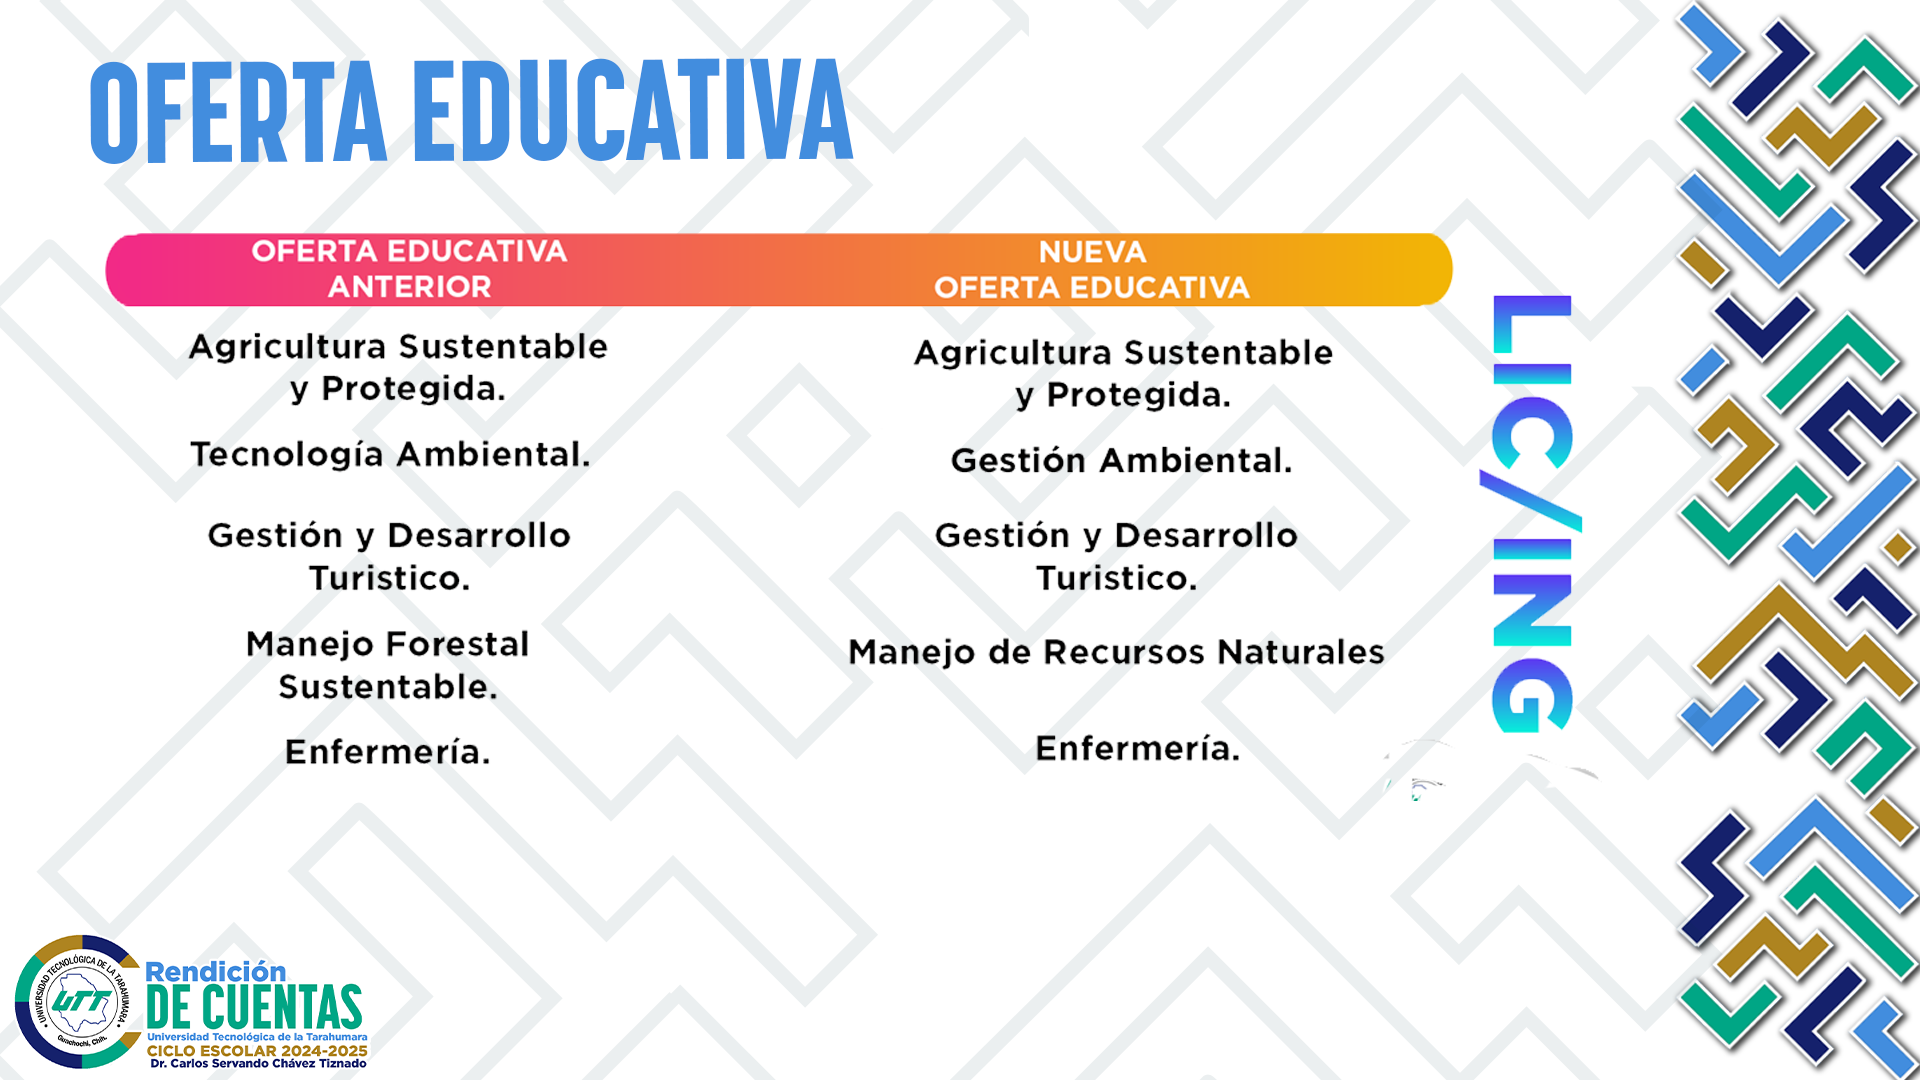 OFERTA EDUCATIVA
OFERTA EDUCATIVA
ANTERIOR
NUEVA
OFERTA EDUCATIVA
Agricultura Sustentable
y Protegida.
Agricultura Sustentable
y Protegida.
Tecnología Ambiental.
Gestión Ambiental.
Gestión y Desarrollo
Turistico.
Gestión y Desarrollo
Turistico.
Manejo Forestal
Sustentable.
Manejo de Recursos Naturales
Enfermería.
Enfermería.
LIC/ING
• UNIVERSIDAD TECNOLÓGICA DE LA TARAHUMARA •
UTT
Guachochi, Chih.
Rendición
DE CUENTAS
Universidad Tecnológica de la Tarahumara
CICLO ESCOLAR 2024-2025
Dr. Carlos Servando Chávez Tiznado